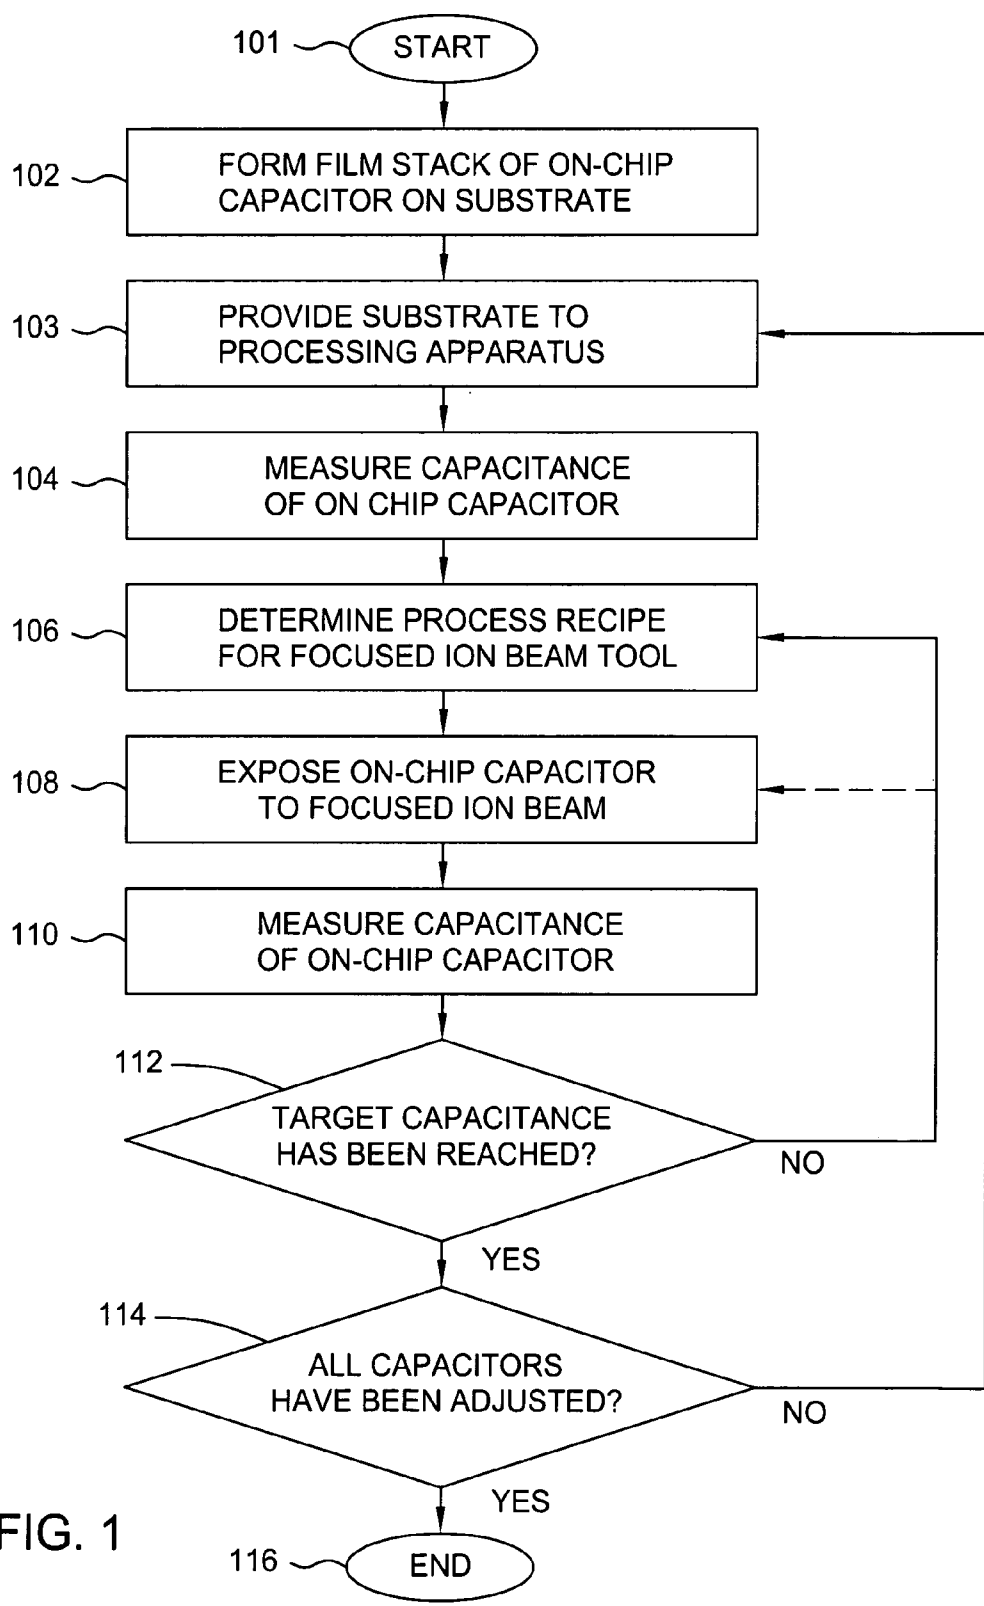 101
START
102
FORM FILM STACK OF ON-CHIP
CAPACITOR ON SUBSTRATE
103
PROVIDE SUBSTRATE TO
PROCESSING APPARATUS
104
MEASURE CAPACITANCE
OF ON CHIP CAPACITOR
106
DETERMINE PROCESS RECIPE
FOR FOCUSED ION BEAM TOOL
108
EXPOSE ON-CHIP CAPACITOR
TO FOCUSED ION BEAM
110
MEASURE CAPACITANCE
OF ON-CHIP CAPACITOR
112
TARGET CAPACITANCE
HAS BEEN REACHED?
NO
YES
114
ALL CAPACITORS
HAVE BEEN ADJUSTED?
NO
YES
FIG. 1
116
END